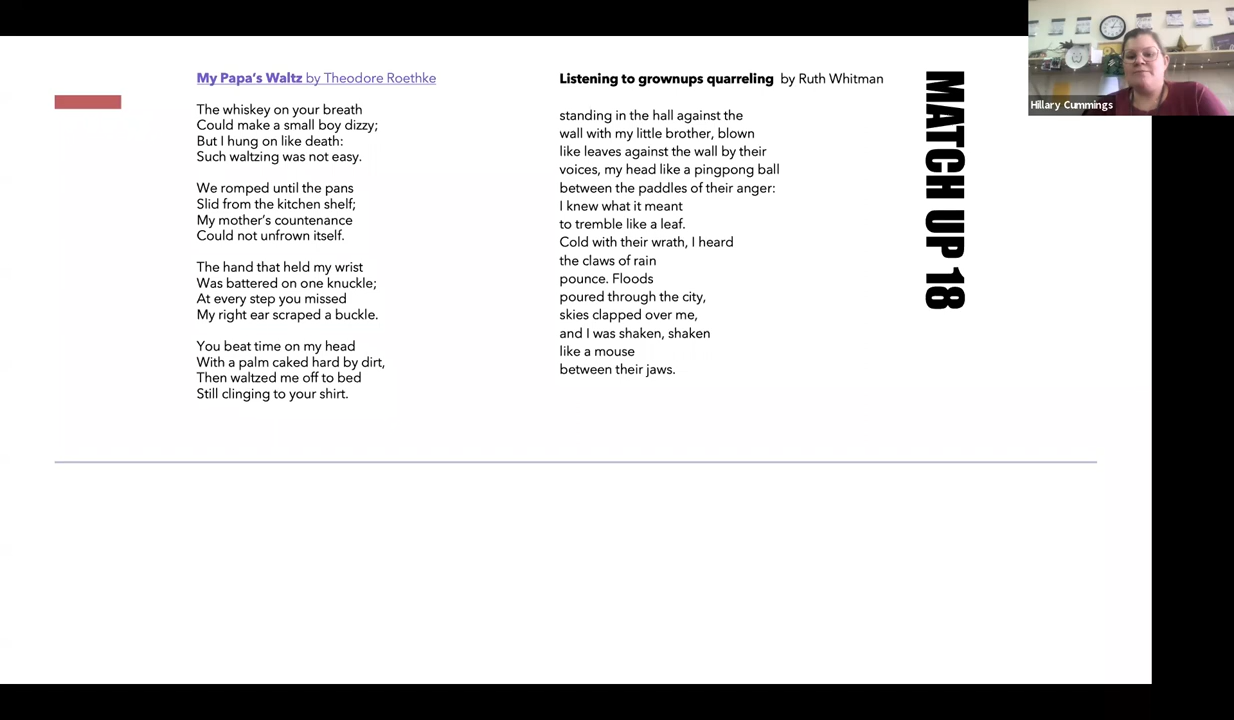 My Papa's Waltz by Theodore Roethke
The whiskey on your breath
Could make a small boy dizzy;
But I hung on like death:
Such waltzing was not easy.
We romped until the pans
Slid from the kitchen shelf;
My mother's countenance
Could not unfrown itself.
The hand that held my wrist
Was battered on one knuckle;
At every step you missed
My right ear scraped a buckle.
You beat time on my head
With a palm caked hard by dirt,
Then waltzed me off to bed
Still clinging to your shirt.
Listening to grownups quarreling by Ruth Whitman
standing in the hall against the
wall with my little brother, blown
like leaves against the wall by their
voices, my head like a pingpong ball
between the paddles of their anger:
I knew what it meant
to tremble like a leaf.
Cold with their wrath, I heard
the claws of rain
pounce. Floods
poured through the city,
skies clapped over me,
and I was shaken, shaken
like a mouse
between their jaws.
MATCH UP 18
Hillary Cummings